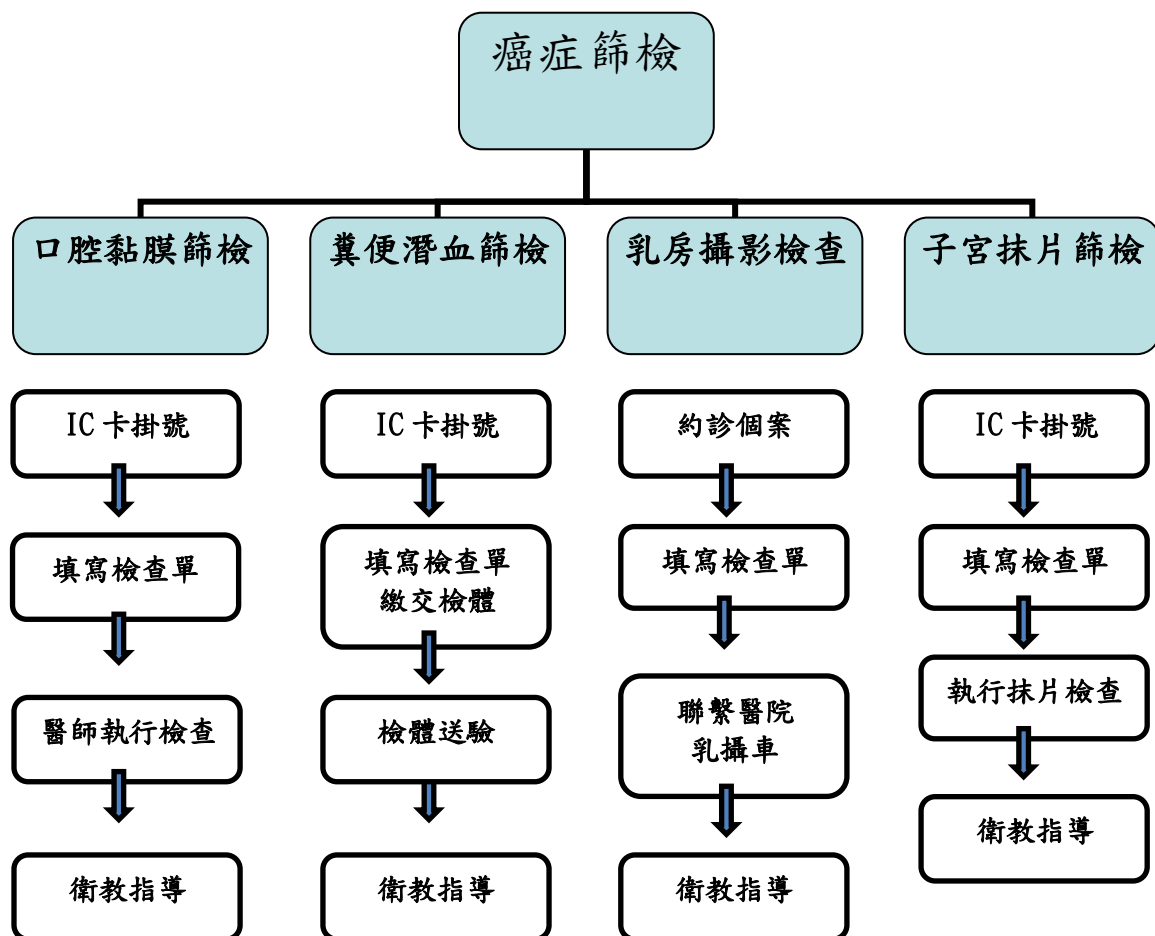 癌症篩檢
口腔黏膜篩檢
糞便潛血篩檢
乳房攝影檢查
子宮抹片篩檢
IC卡掛號
填寫檢查單
醫師執行檢查
衛教指導
IC卡掛號
填寫檢查單
繳交檢體
檢體送驗
衛教指導
約診個案
填寫檢查單
聯繫醫院
乳攝車
衛教指導
IC卡掛號
填寫檢查單
執行抹片檢查
衛教指導